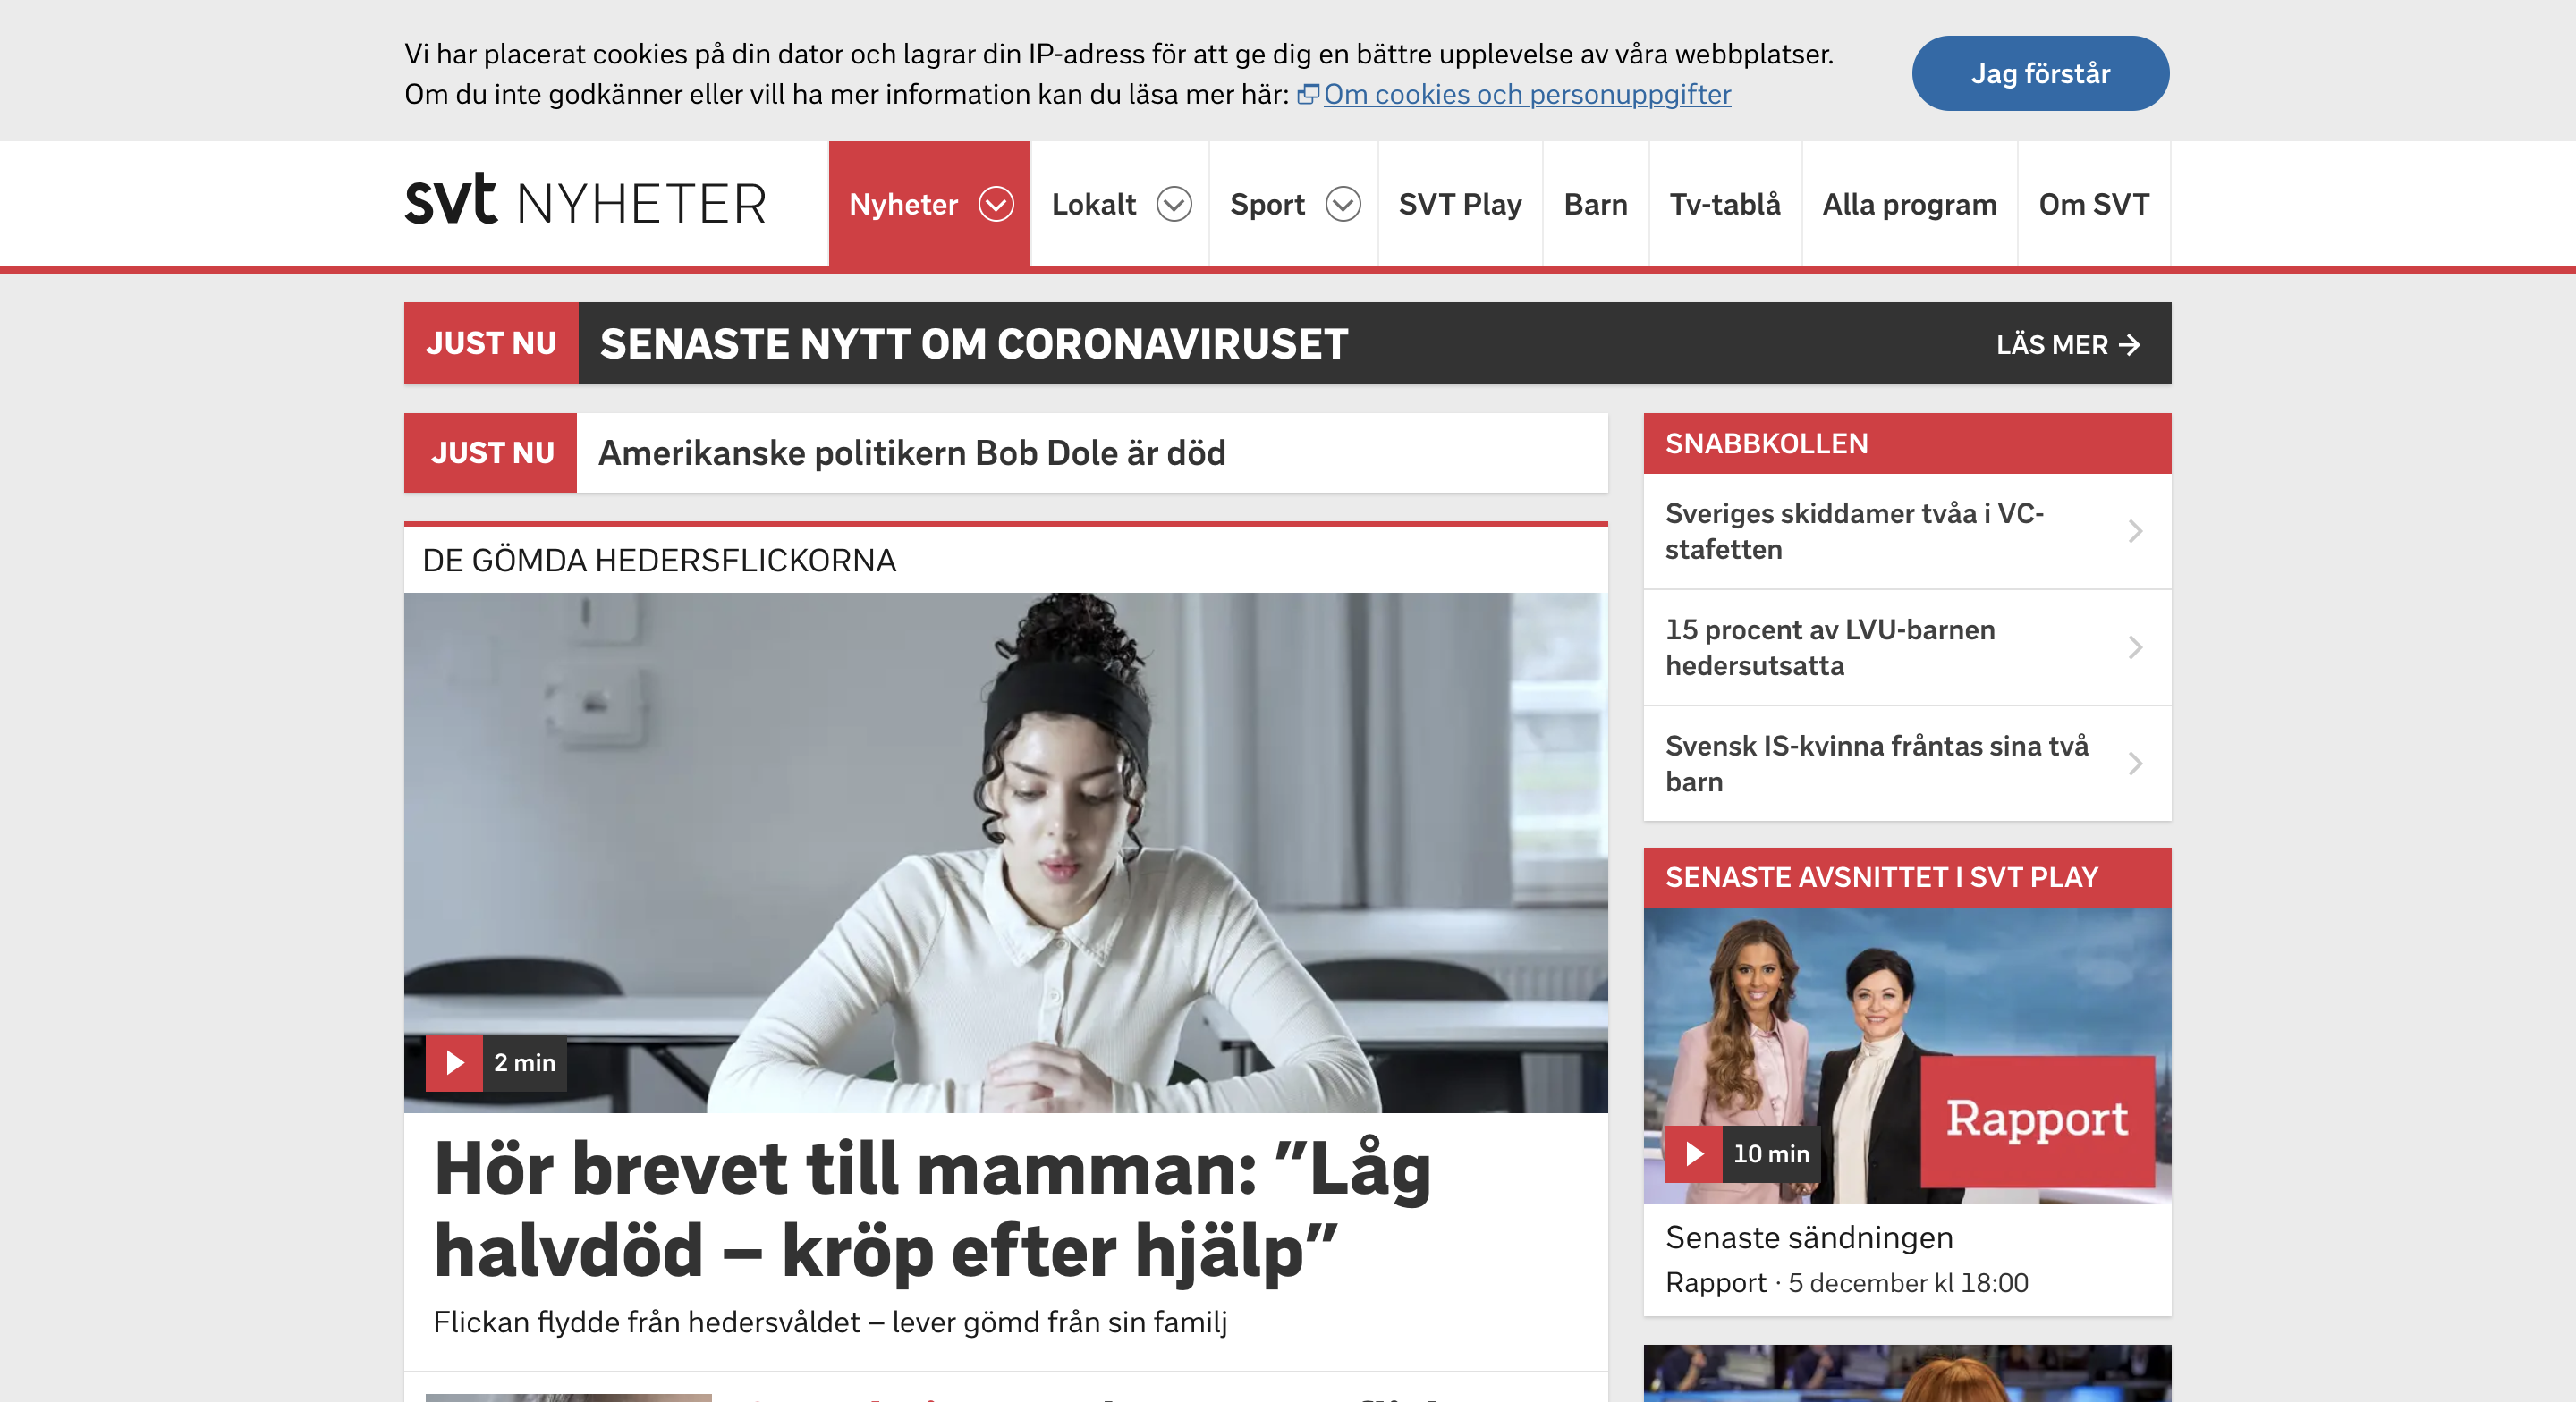 Vi har placerat cookies på din dator och lagrar din IP-adress för att ge dig en bättre upplevelse av våra webbplatser.
Om du inte godkänner eller vill ha mer information kan du läsa mer här: Om cookies och personuppgifter
Jag förstår
svt NYHETER
Nyheter
Lokalt
Sport
SVT Play
Barn
Tv-tablå
Alla program
Om SVT
JUST NU
SENASTE NYTT OM CORONAVIRUSET
LÄS MER →
JUST NU
Amerikanske politikern Bob Dole är död
DE GÖMDA HEDERSFLICKORNA
2 min
Hör brevet till mamman: ”Låg
halvdöd – kröp efter hjälp”
Flickan flydde från hedersvåldet – lever gömd från sin familj
SNABBKOLLEN
Sveriges skiddamer tvåa i VC-
stafetten
15 procent av LVU-barnen
hedersutsatta
Svensk IS-kvinna fråntas sina två
barn
SENASTE AVSNITTET I SVT PLAY
Rapport
10 min
Senaste sändningen
Rapport · 5 december kl 18:00